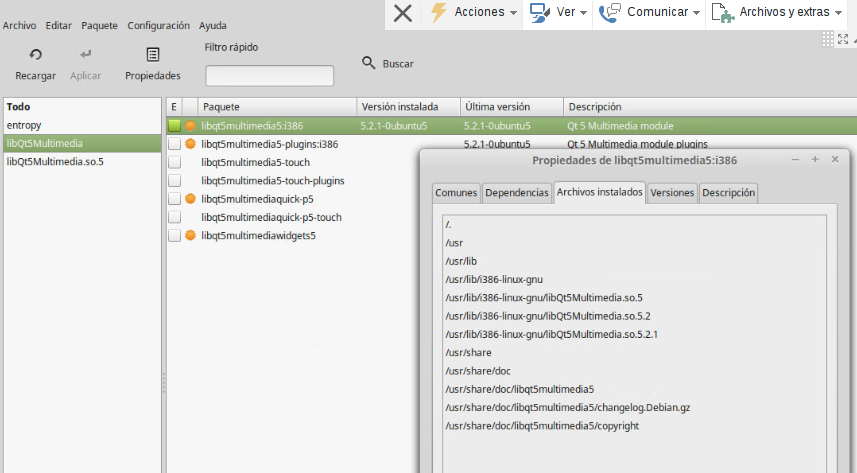 Acciones Ver Comunicar Archivos y extras
Archivo Editar Paquete Configuración Ayuda
Filtro rápido
Recargar Aplicar Propiedades Buscar
Todo
entropy
libQt5Multimedia
libQt5Multimedia.so.5
E Paquete Versión instalada Última versión Descripción
libqt5multimedia5:i386 5.2.1-0ubuntu5 5.2.1-0ubuntu5 Qt 5 Multimedia module
libqt5multimedia5-plugins:i386 5.2.1-0ubuntu5 Qt 5 Multimedia module plugins
libqt5multimedia5-touch
libqt5multimedia5-touch-plugins
libqt5multimediaquick-p5
libqt5multimediaquick-p5-touch
libqt5multimediawidgets5
Propiedades de libqt5multimedia5:i386
Comunes Dependencias Archivos instalados Versiones Descripción
/.
/usr
/usr/lib
/usr/lib/i386-linux-gnu
/usr/lib/i386-linux-gnu/libQt5Multimedia.so.5
/usr/lib/i386-linux-gnu/libQt5Multimedia.so.5.2
/usr/lib/i386-linux-gnu/libQt5Multimedia.so.5.2.1
/usr/share
/usr/share/doc
/usr/share/doc/libqt5multimedia5
/usr/share/doc/libqt5multimedia5/changelog.Debian.gz
/usr/share/doc/libqt5multimedia5/copyright